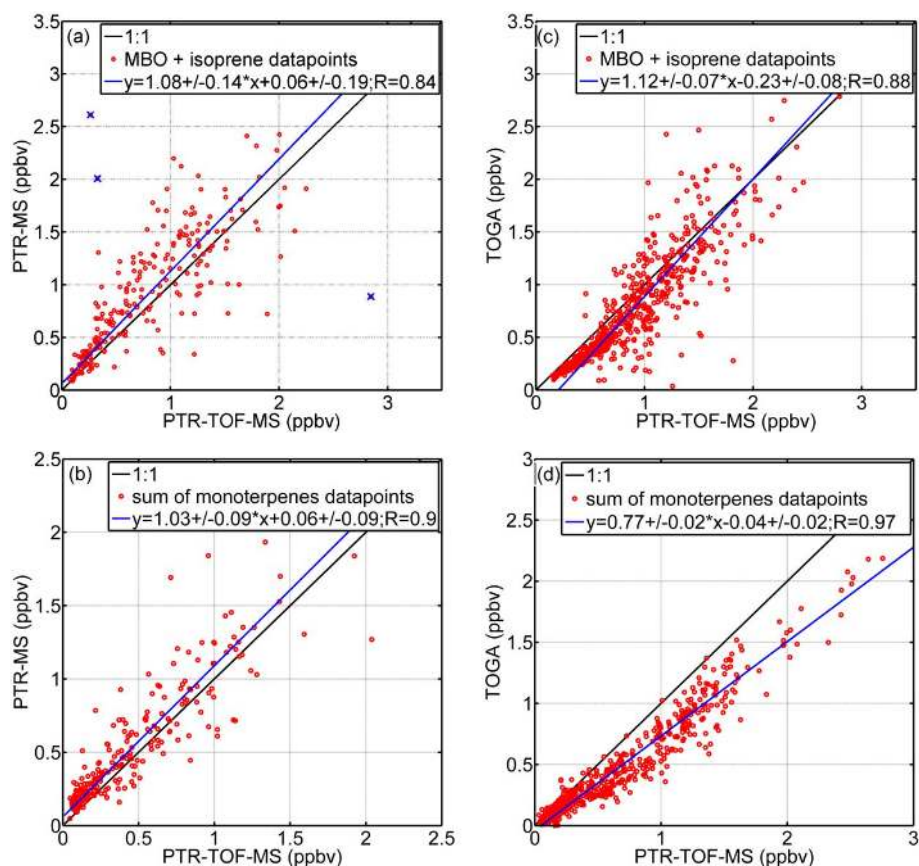 (a)
1:1
MBO + isoprene datapoints
y=1.08+/-0.14*x+0.06+/-0.19;R=0.84
3.5
3
2.5
2
1.5
1
0.5
0
PTR-MS (ppbv)
0
1
2
3
PTR-TOF-MS (ppbv)
(c)
1:1
MBO + isoprene datapoints
y=1.12+/-0.07*x-0.23+/-0.08;R=0.88
3.5
3
2.5
2
1.5
1
0.5
0
TOGA (ppbv)
0
1
2
3
PTR-TOF-MS (ppbv)
(b)
1:1
sum of monoterpenes datapoints
y=1.03+/-0.09*x+0.06+/-0.09;R=0.9
2.5
2
1.5
1
0.5
0
PTR-MS (ppbv)
0
0.5
1
1.5
2
2.5
PTR-TOF-MS (ppbv)
(d)
1:1
sum of monoterpenes datapoints
y=0.77+/-0.02*x-0.04+/-0.02;R=0.97
3
2.5
2
1.5
1
0.5
0
TOGA (ppbv)
0
1
2
3
PTR-TOF-MS (ppbv)